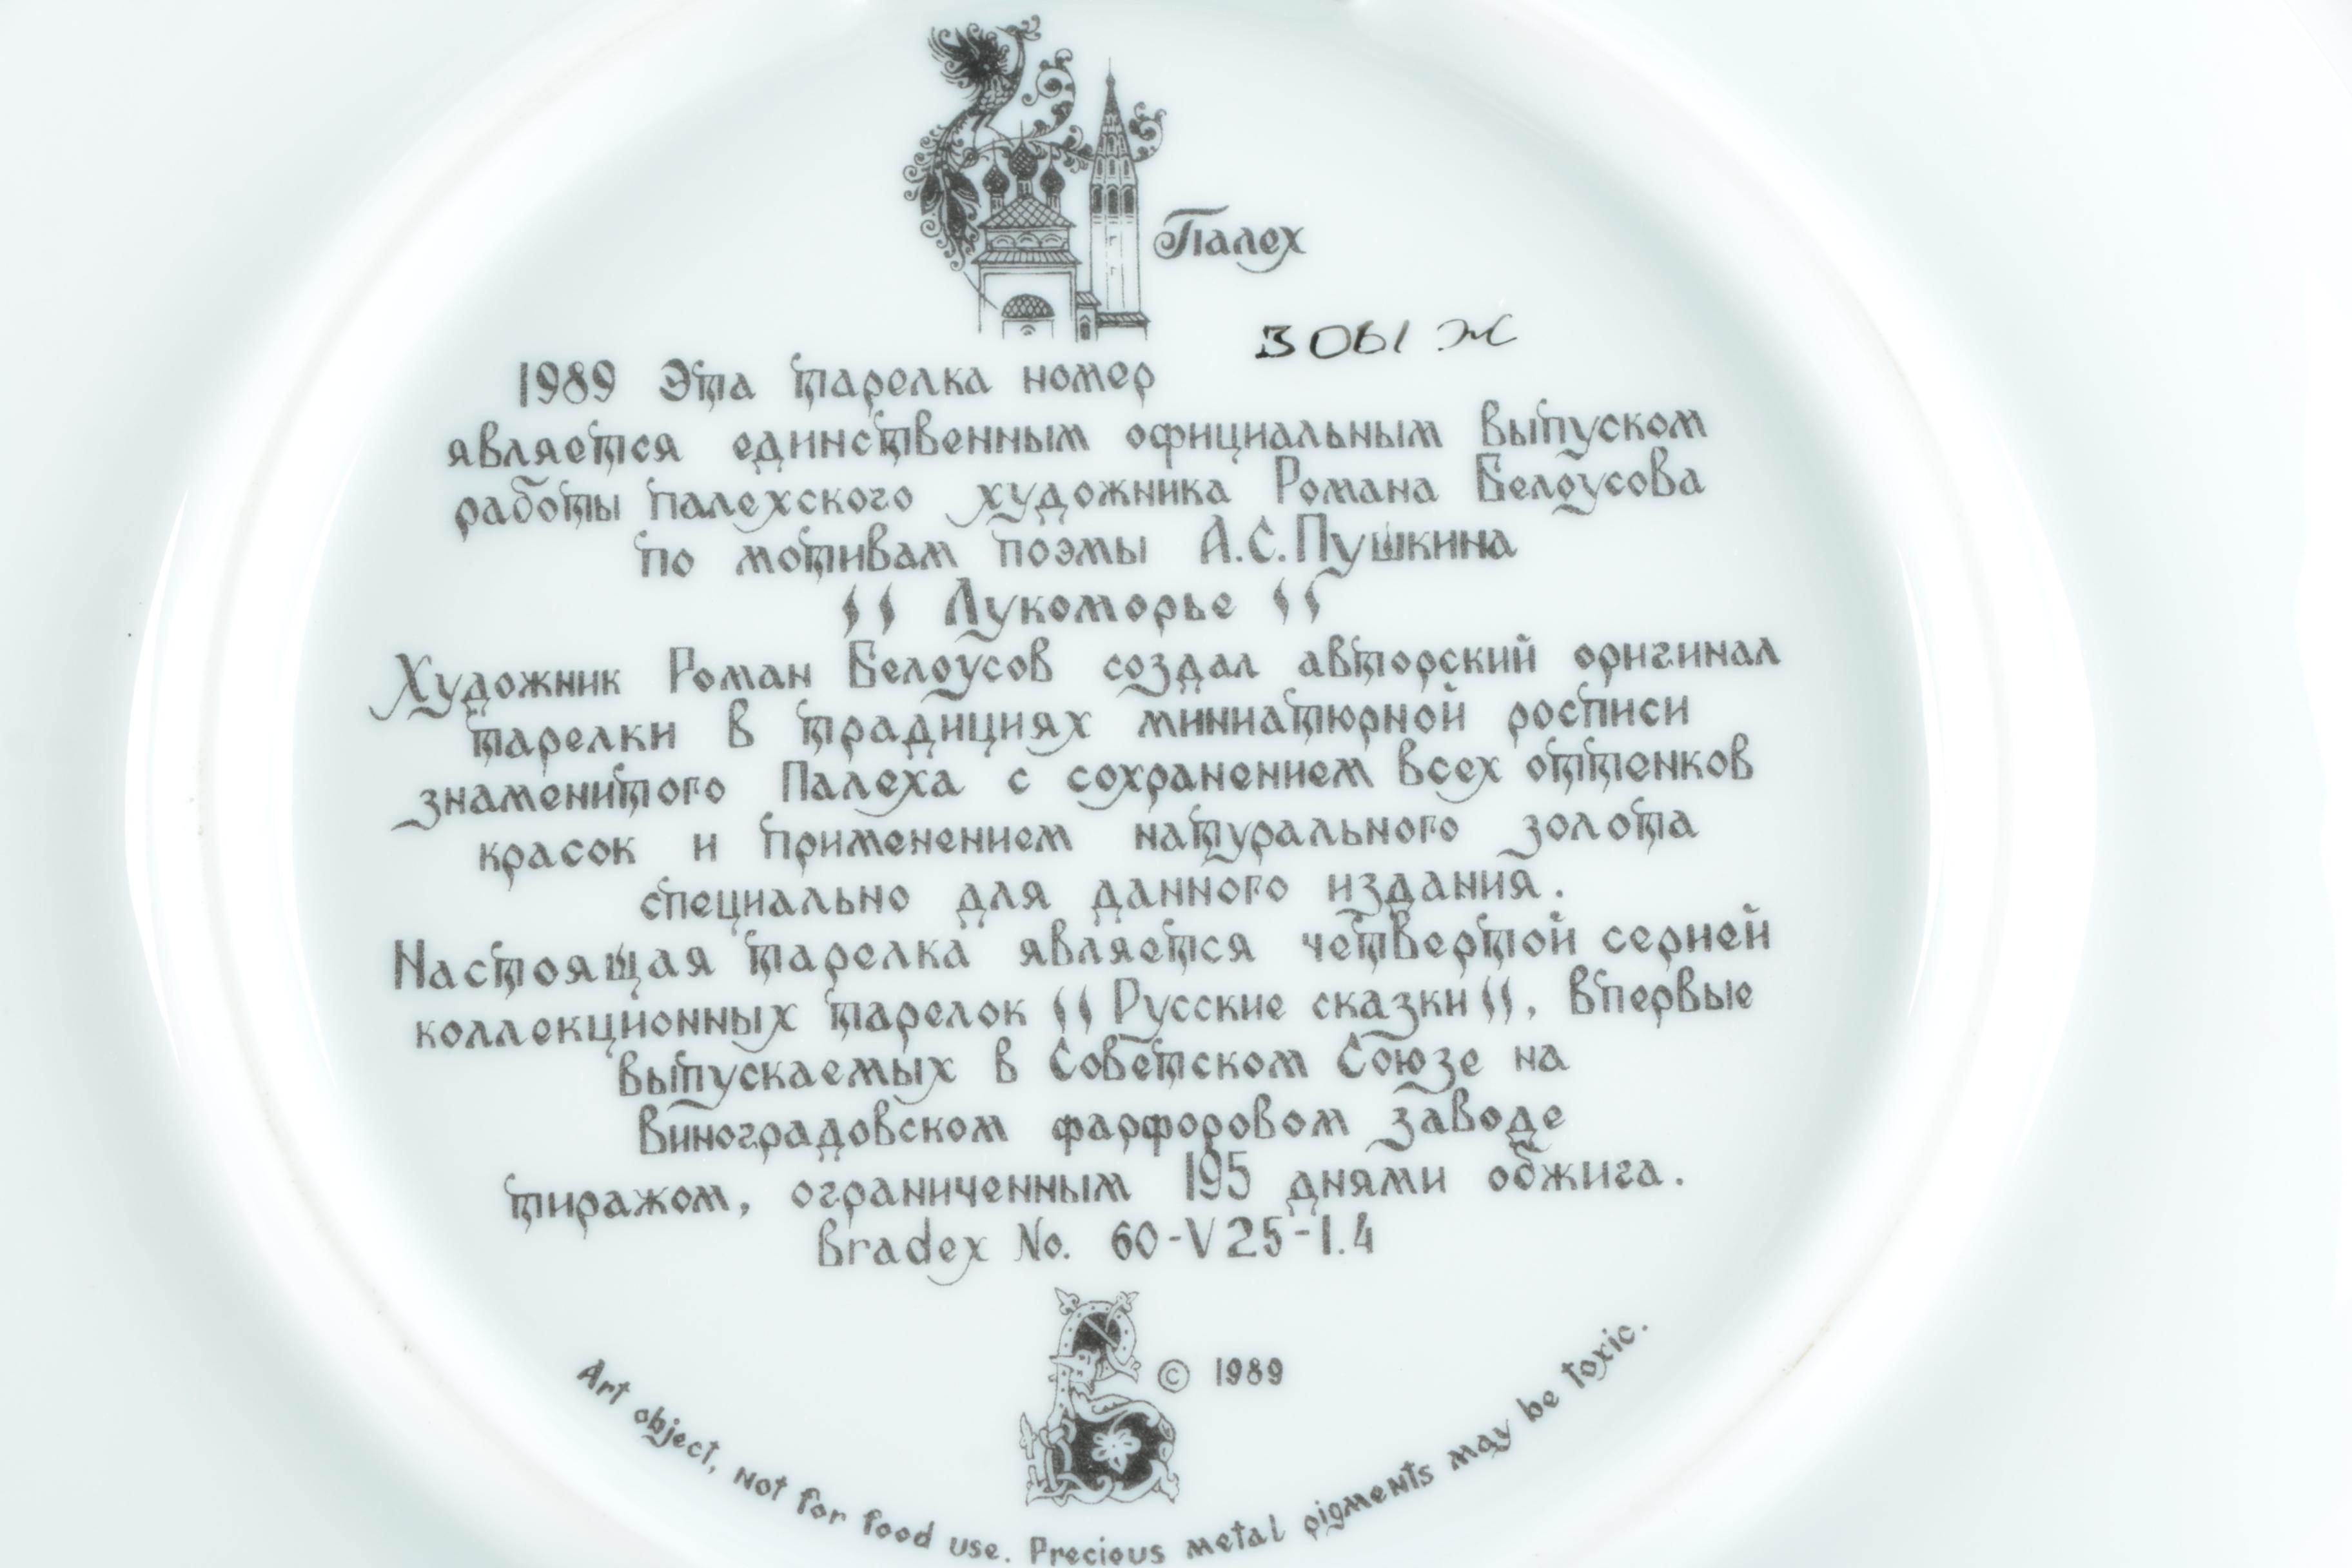 Палех
3061 Ж
1989 Эта тарелка номер
является единственным официальным выпуском
работы палехского художника Романа Белоусова
по мотивам поэмы А.С.Пушкина
"Лукоморье"
Художник Роман Белоусов создал авторский оригинал
тарелки в традициях миниатюрной росписи
знаменитого Палеха с сохранением всех оттенков
красок и применением натурального золота
специально для данного издания.
Настоящая тарелка является четвертой серией
коллекционных тарелок "Русские сказки", впервые
выпускаемых в Советском Союзе на
Виноградовском фарфоровом заводе
тиражом, ограниченным 195 днями обжига.
Bradex No. 60-V25-1.4
© 1989
Art object, not for food use. Precious metal pigments may be toxic.